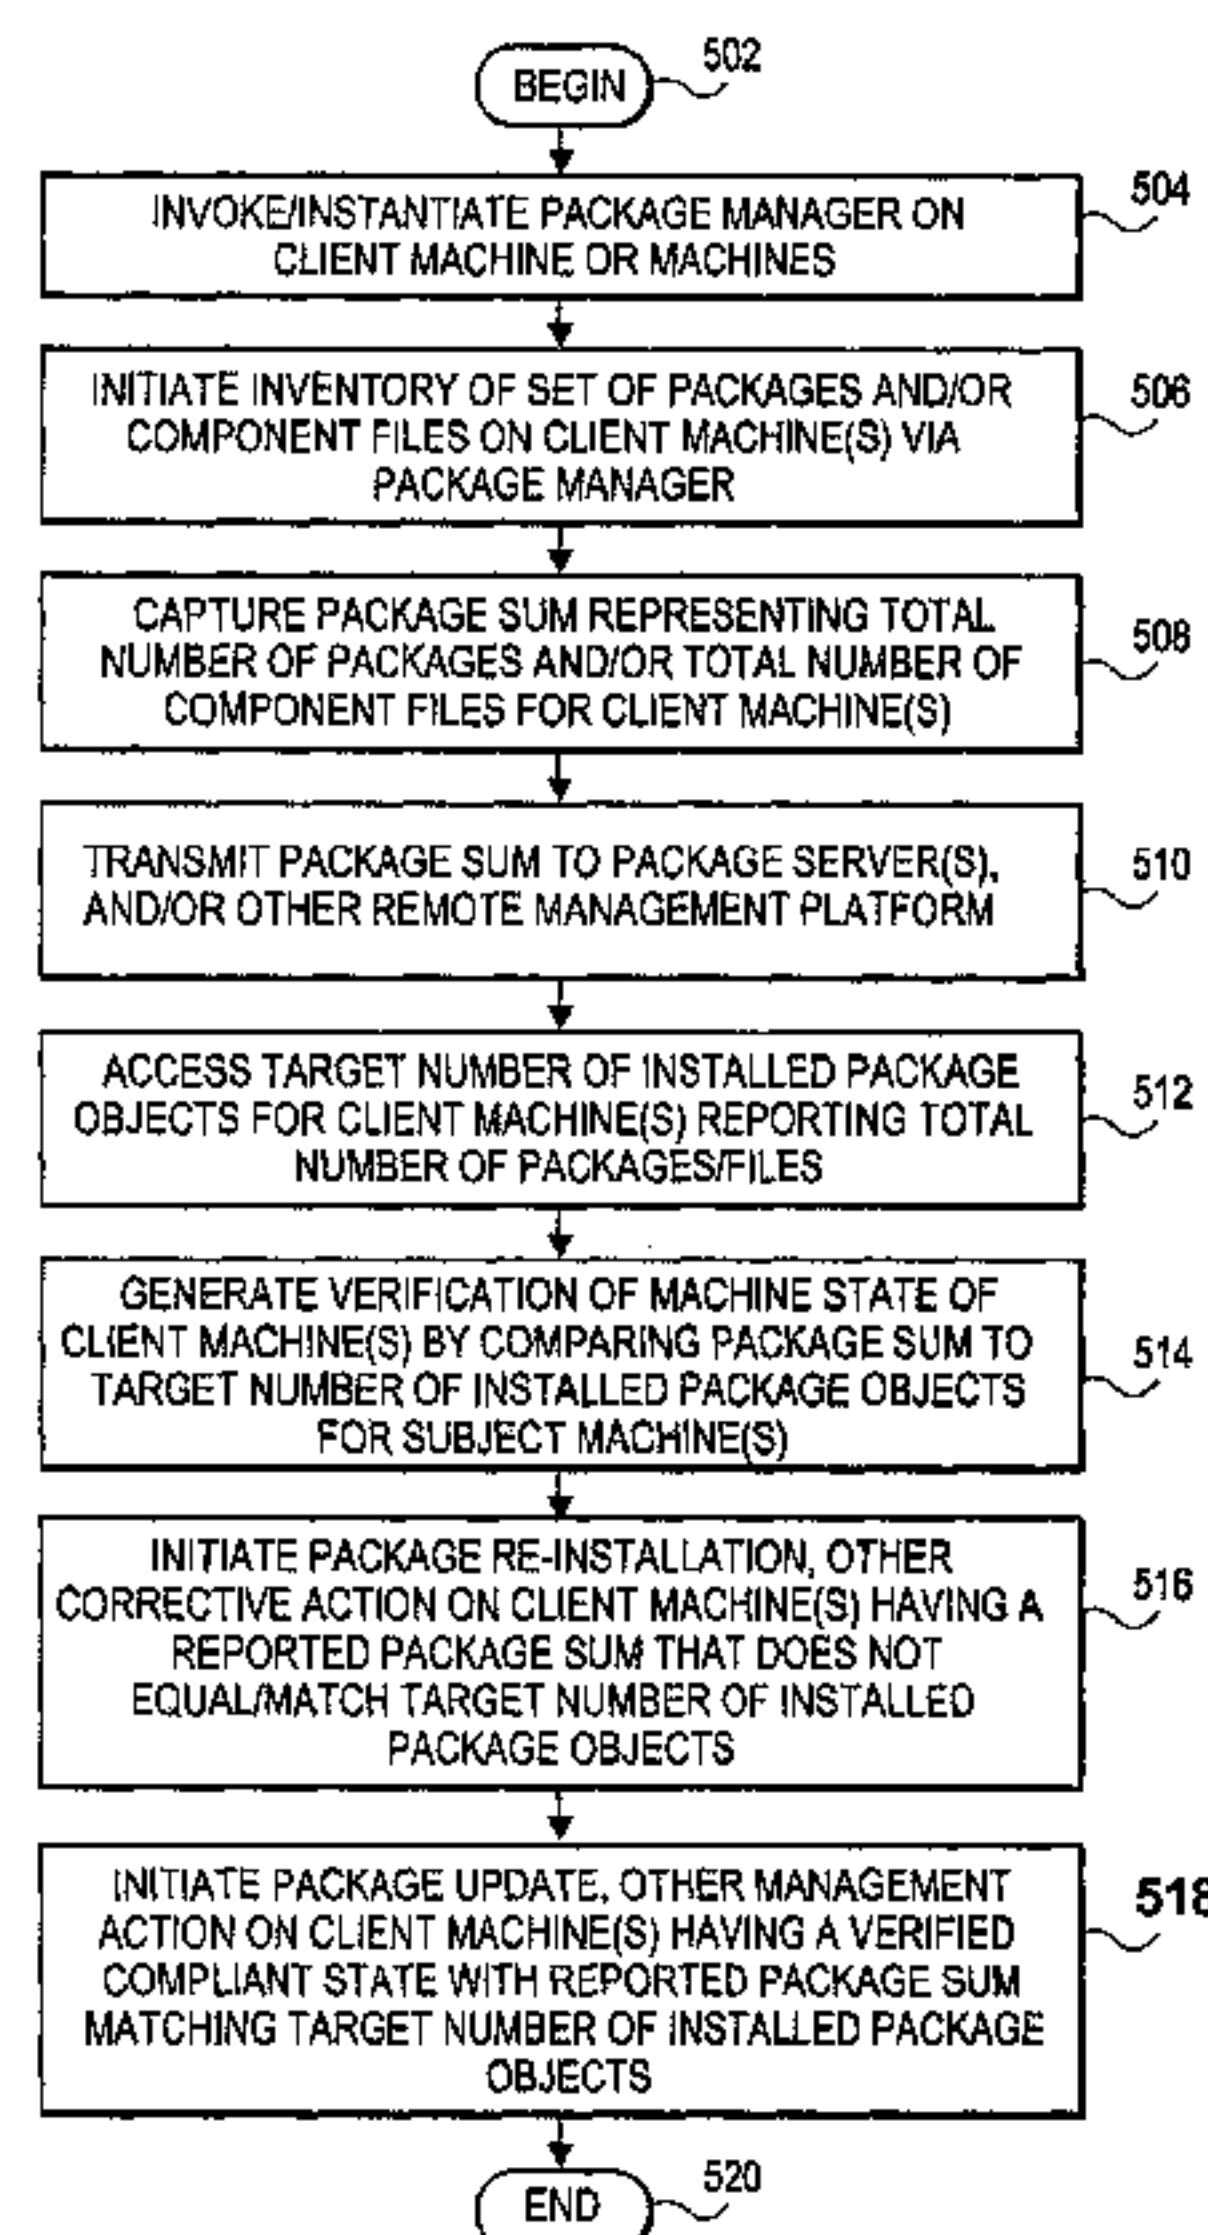 BEGIN
502
INVOKE/INSTANTIATE PACKAGE MANAGER ON
CLIENT MACHINE OR MACHINES
504
INITIATE INVENTORY OF SET OF PACKAGES AND/OR
COMPONENT FILES ON CLIENT MACHINE(S) VIA
PACKAGE MANAGER
506
CAPTURE PACKAGE SUM REPRESENTING TOTAL
NUMBER OF PACKAGES AND/OR TOTAL NUMBER OF
COMPONENT FILES FOR CLIENT MACHINE(S)
508
TRANSMIT PACKAGE SUM TO PACKAGE SERVER(S),
AND/OR OTHER REMOTE MANAGEMENT PLATFORM
510
ACCESS TARGET NUMBER OF INSTALLED PACKAGE
OBJECTS FOR CLIENT MACHINE(S) REPORTING TOTAL
NUMBER OF PACKAGES/FILES
512
GENERATE VERIFICATION OF MACHINE STATE OF
CLIENT MACHINE(S) BY COMPARING PACKAGE SUM TO
TARGET NUMBER OF INSTALLED PACKAGE OBJECTS
FOR SUBJECT MACHINE(S)
514
INITIATE PACKAGE RE-INSTALLATION, OTHER
CORRECTIVE ACTION ON CLIENT MACHINE(S) HAVING A
REPORTED PACKAGE SUM THAT DOES NOT
EQUAL/MATCH TARGET NUMBER OF INSTALLED
PACKAGE OBJECTS
516
INITIATE PACKAGE UPDATE, OTHER MANAGEMENT
ACTION ON CLIENT MACHINE(S) HAVING A VERIFIED
COMPLIANT STATE WITH REPORTED PACKAGE SUM
MATCHING TARGET NUMBER OF INSTALLED PACKAGE
OBJECTS
518
END
520